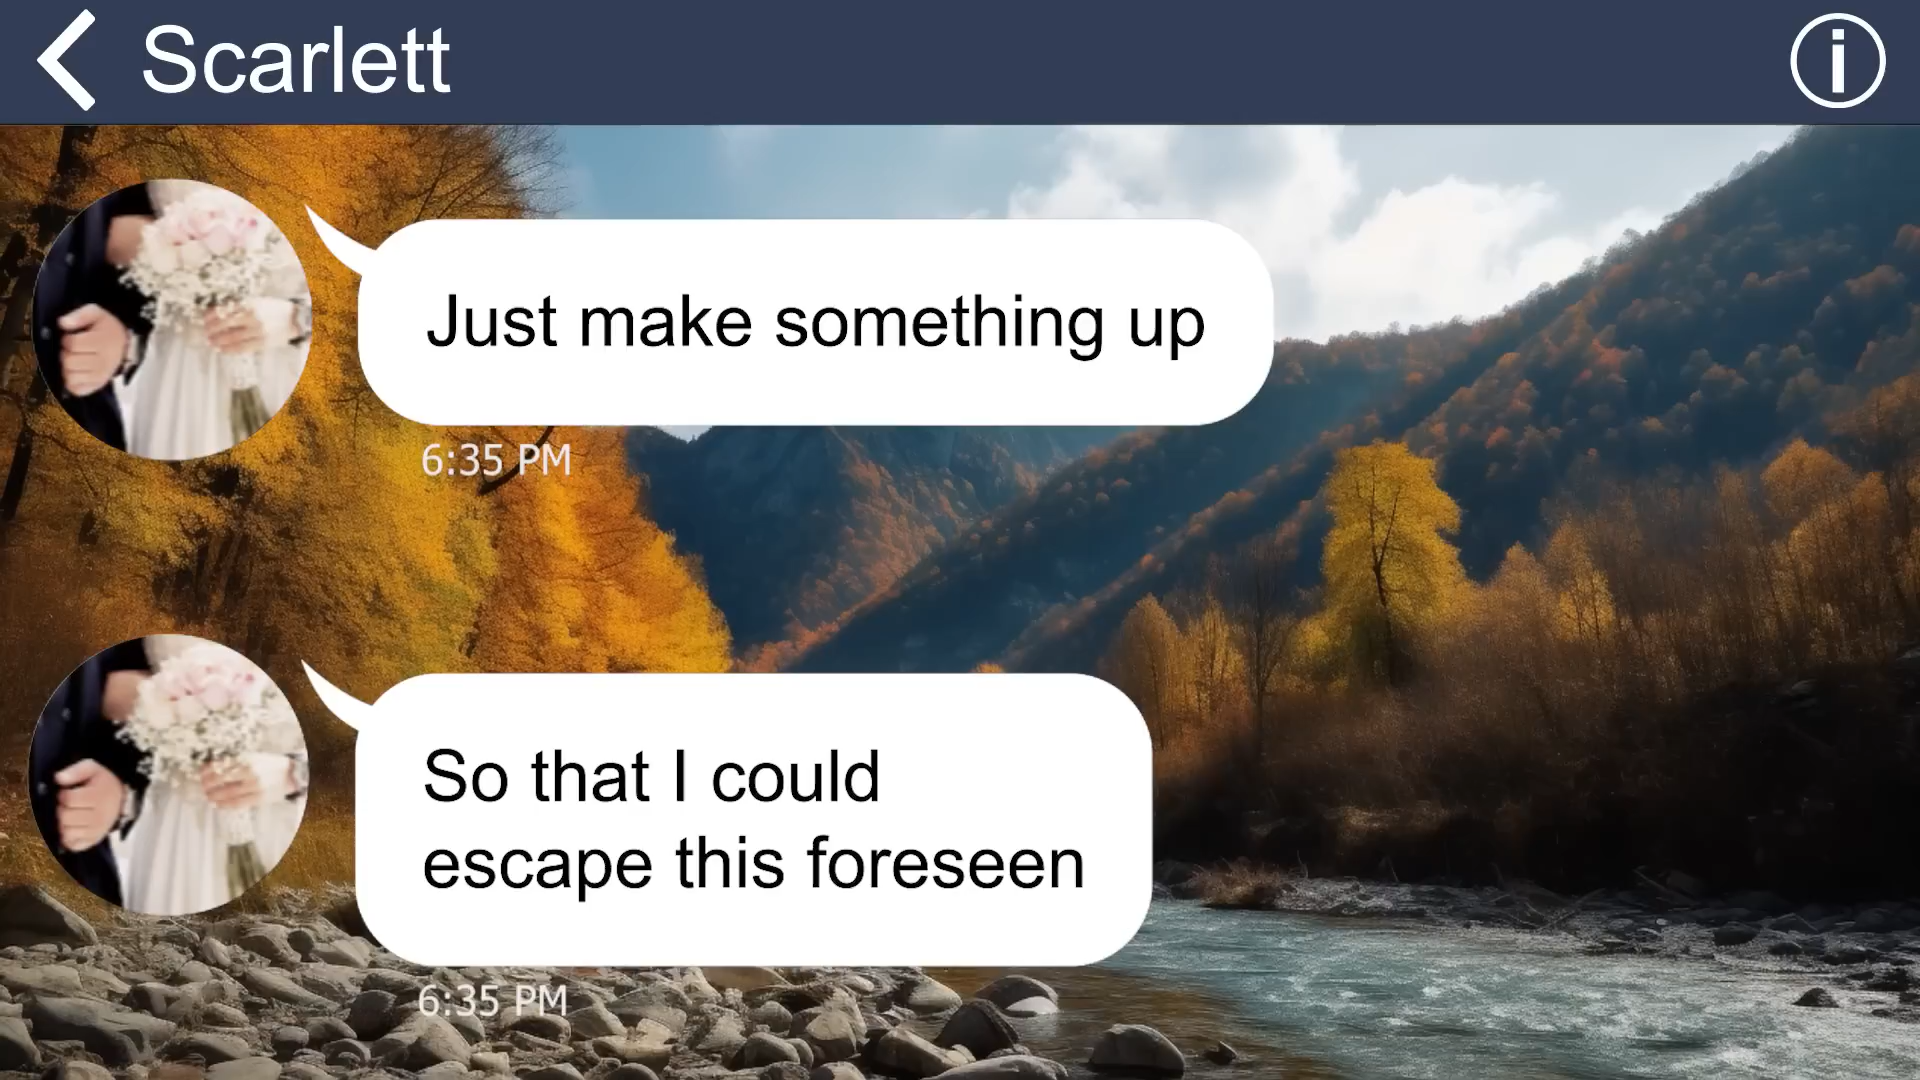 Scarlett
Just make something up
6:35 PM
So that I could
escape this foreseen
6:35 PM